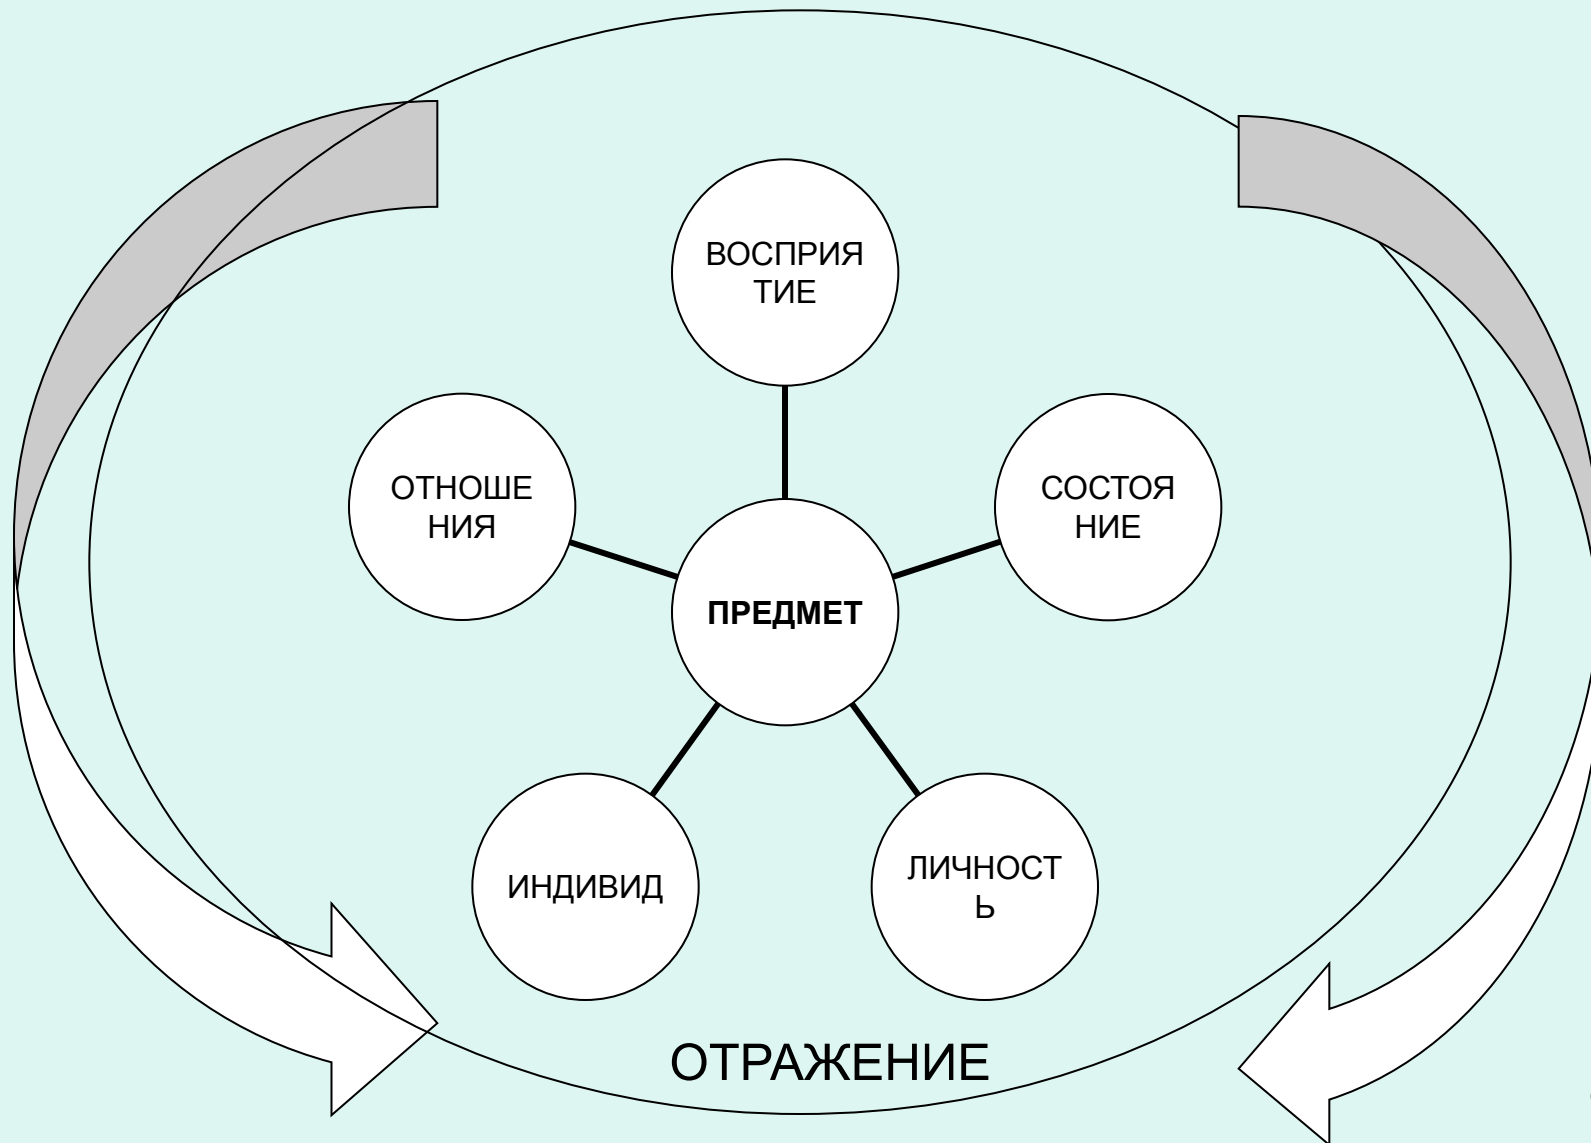 ВОСПРИЯ
ТИЕ
ОТНОШЕ
НИЯ
СОСТОЯ
НИЕ
ПРЕДМЕТ
ИНДИВИД
ЛИЧНОСТ
Ь
ОТРАЖЕНИЕ